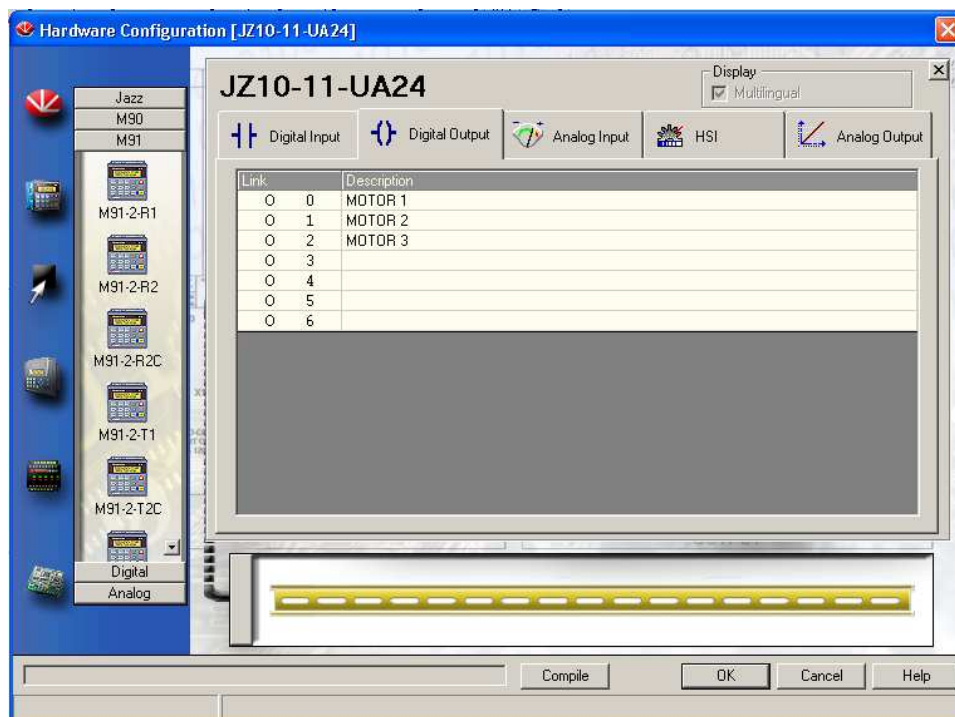 Hardware Configuration [JZ10-11-UA24]
JZ10-11-UA24
Display
Multilingual
Jazz
M90
M91
M91-2-R1
M91-2-R2
M91-2-R2C
M91-2-T1
M91-2-T2C
Digital
Analog
Digital Input
Digital Output
Analog Input
HSI
Analog Output
Link Description
O 0 MOTOR 1
O 1 MOTOR 2
O 2 MOTOR 3
O 3
O 4
O 5
O 6
Compile
OK
Cancel
Help